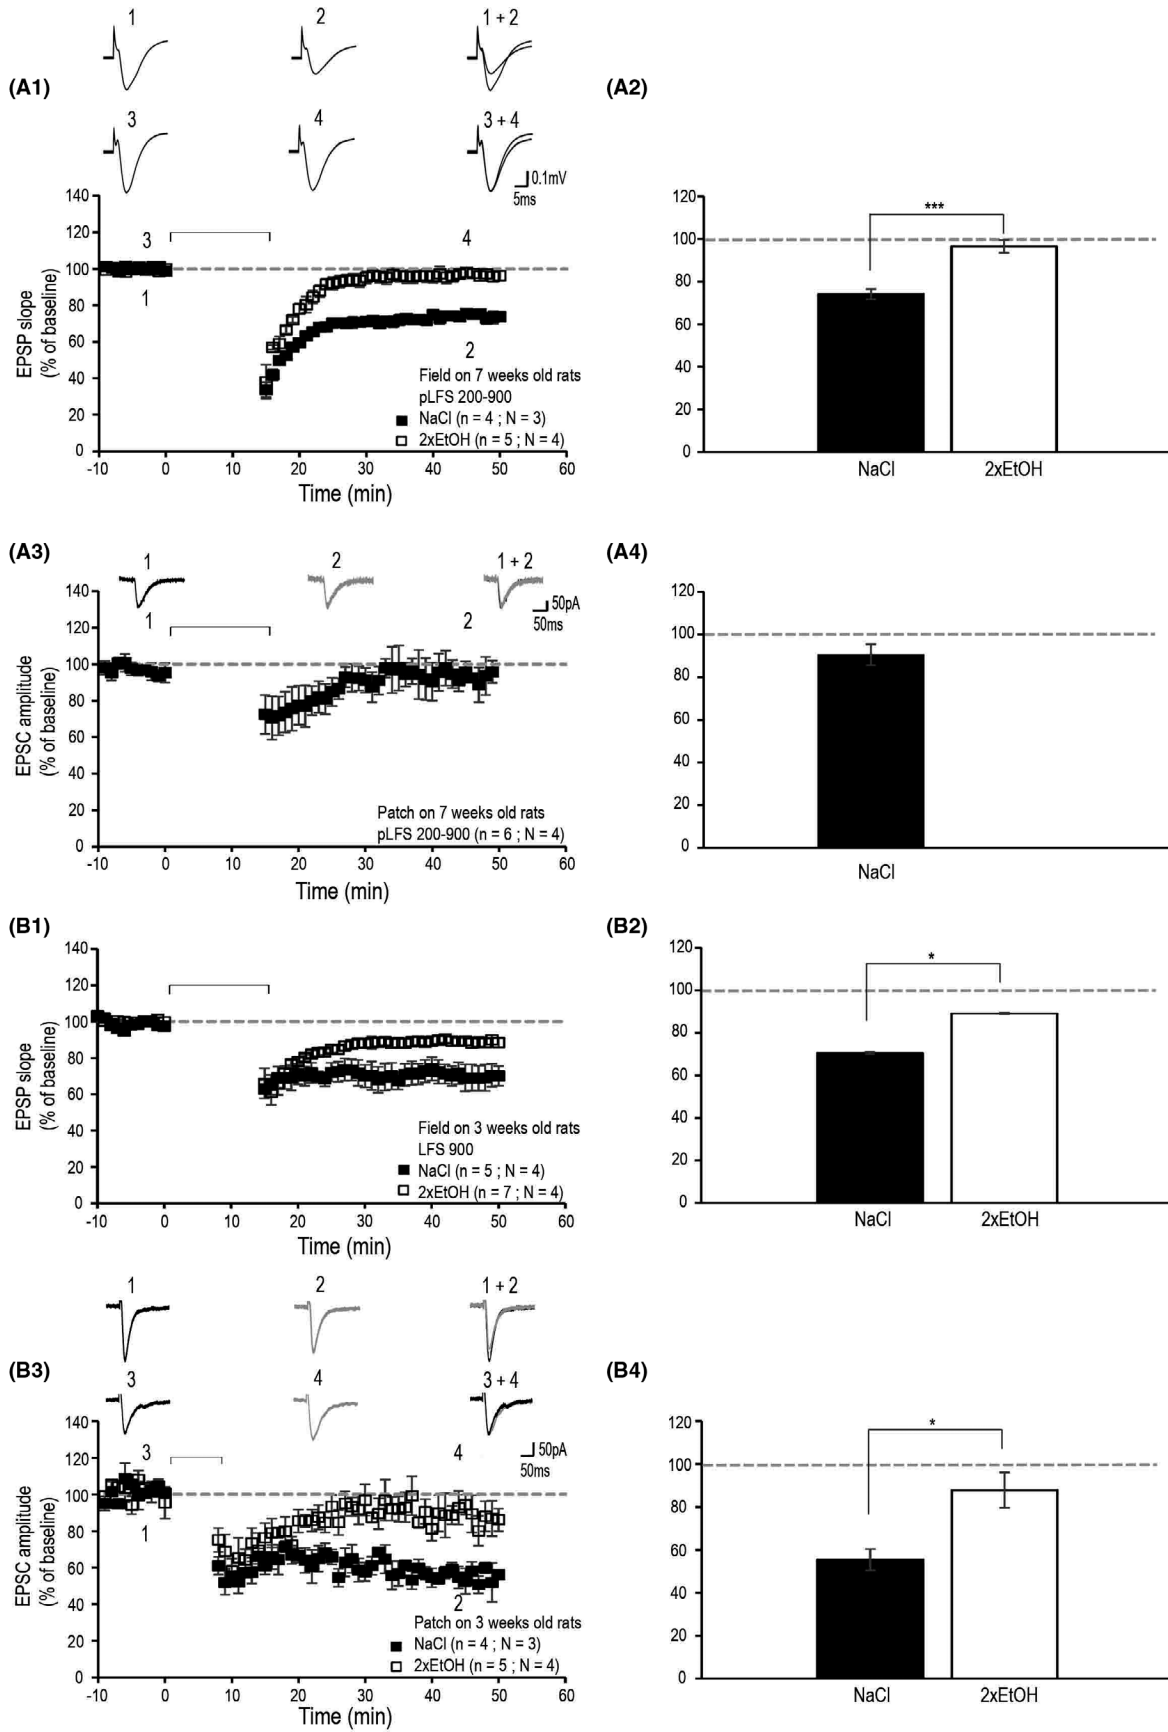 1 2 1 + 2
(A1) (A2)
3 4 3 + 4
0.1mV
5ms
140
120
100
80
60
40
20
0
EPSP slope
(% of baseline)
3 4
1
2
Field on 7 weeks old rats
pLFS 200-900
NaCl (n = 4 ; N = 3)
2xEtOH (n = 5 ; N = 4)
-10 0 10 20 30 40 50 60
Time (min)
120
100
80
60
40
20
0
***
NaCl 2xEtOH
(A3) (A4)
1 2 1 + 2
50pA
50ms
140
120
100
80
60
40
20
0
EPSC amplitude
(% of baseline)
1 2
Patch on 7 weeks old rats
pLFS 200-900 (n = 6 ; N = 4)
-10 0 10 20 30 40 50 60
Time (min)
120
100
80
60
40
20
0
NaCl
(B1) (B2)
140
120
100
80
60
40
20
0
EPSP slope
(% of baseline)
Field on 3 weeks old rats
LFS 900
NaCl (n = 5 ; N = 4)
2xEtOH (n = 7 ; N = 4)
-10 0 10 20 30 40 50 60
Time (min)
120
100
80
60
40
20
0
*
NaCl 2xEtOH
1 2 1 + 2
(B3) (B4)
3 4 3 + 4
50pA
50ms
140
120
100
80
60
40
20
0
EPSC amplitude
(% of baseline)
3 4
1
2
Patch on 3 weeks old rats
NaCl (n = 4 ; N = 3)
2xEtOH (n = 5 ; N = 4)
-10 0 10 20 30 40 50 60
Time (min)
120
100
80
60
40
20
0
*
NaCl 2xEtOH